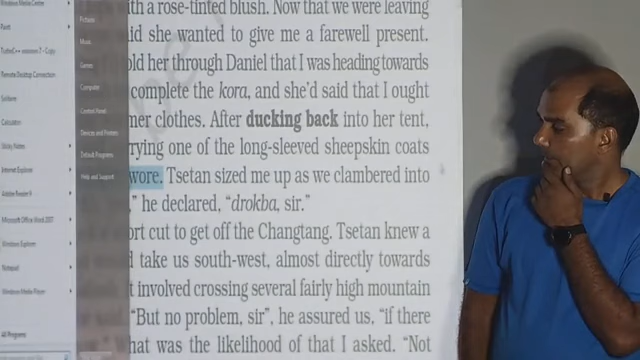 Windows Media Center
Paint
Turbo C++ version 7 - Copy
Remote Desktop Connection
Solitaire
Calculator
Sticky Notes
Internet Explorer
Adobe Reader 9
Microsoft Office Word 2007
Windows Explorer
Notepad
Windows Media Player
All Programs
Pictures
Music
Games
Computer
Control Panel
Devices and Printers
Default Programs
Help and Support
with a rose-tinted blush. Now that we were leaving
id she wanted to give me a farewell present.
old her through Daniel that I was heading towards
complete the kora, and she'd said that I ought
mer clothes. After ducking back into her tent,
rying one of the long-sleeved sheepskin coats
wore. Tsetan sized me up as we clambered into
," he declared, "drokba, sir."
ort cut to get off the Changtang. Tsetan knew a
d take us south-west, almost directly towards
t involved crossing several fairly high mountain
"But no problem, sir", he assured us, "if there
hat was the likelihood of that I asked. "Not